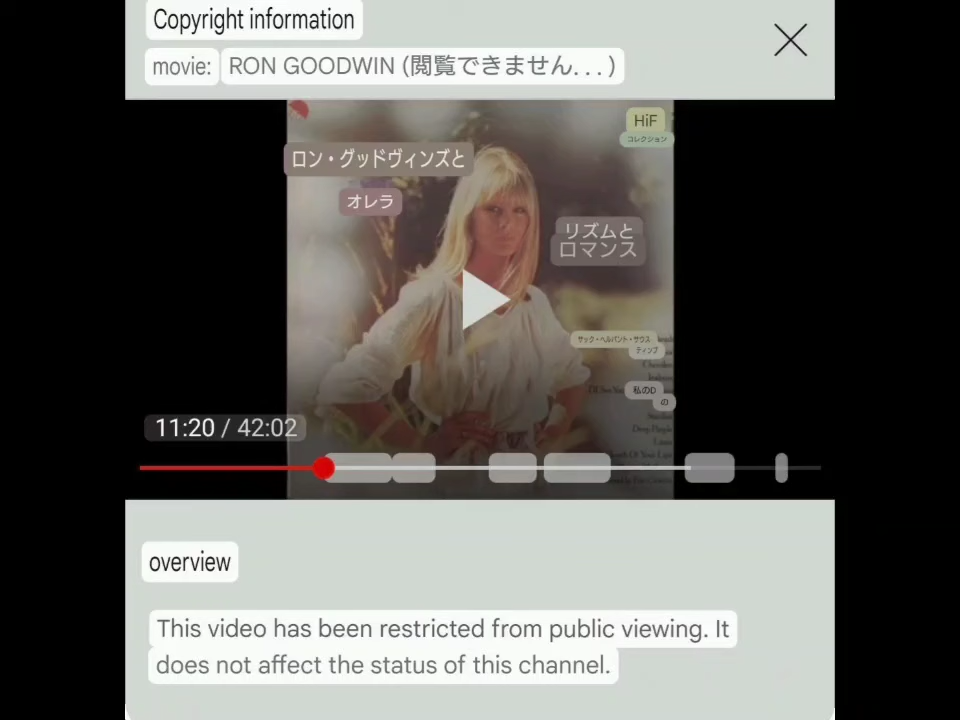 Copyright information
movie: RON GOODWIN (閲覧できません...)
HiF
コレクション
ロン・グッドヴィンズと
オレラ
リズムと
ロマンス
サック・ヘルバント・サウス
ティップ
私のD
の
Deep Purple
11:20 / 42:02
overview
This video has been restricted from public viewing. It
does not affect the status of this channel.